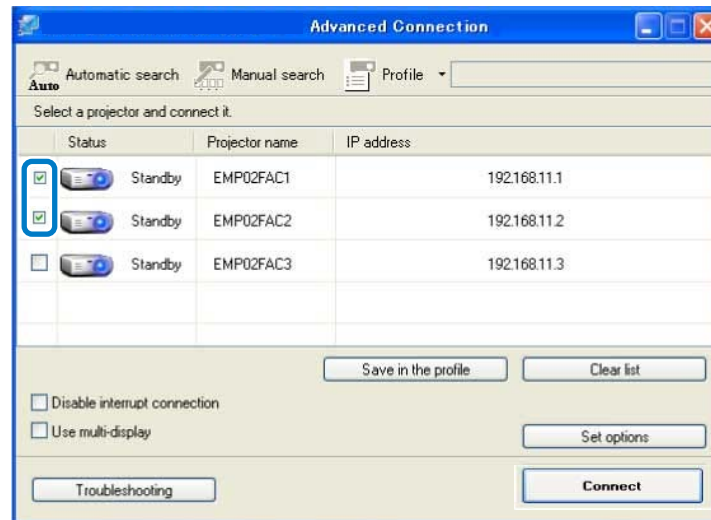 Advanced Connection
Auto Automatic search Manual search Profile
Select a projector and connect it.
Status Projector name IP address
Standby EMP02FAC1 192.168.11.1
Standby EMP02FAC2 192.168.11.2
Standby EMP02FAC3 192.168.11.3
Save in the profile Clear list
Disable interrupt connection
Use multi-display
Set options
Troubleshooting Connect